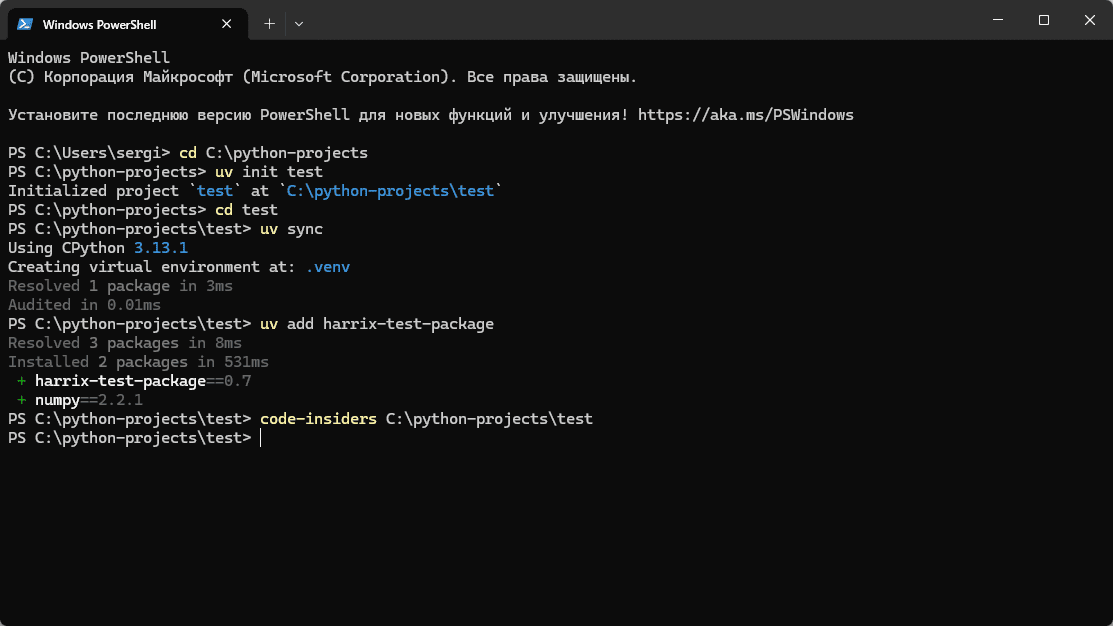 Windows PowerShell
Windows PowerShell
(C) Корпорация Майкрософт (Microsoft Corporation). Все права защищены.
Установите последнюю версию PowerShell для новых функций и улучшения! https://aka.ms/PSWindows
PS C:\Users\sergi> cd C:\python-projects
PS C:\python-projects> uv init test
Initialized project `test` at `C:\python-projects\test`
PS C:\python-projects> cd test
PS C:\python-projects\test> uv sync
Using CPython 3.13.1
Creating virtual environment at: .venv
Resolved 1 package in 3ms
Audited in 0.01ms
PS C:\python-projects\test> uv add harrix-test-package
Resolved 3 packages in 8ms
Installed 2 packages in 531ms
+ harrix-test-package==0.7
+ numpy==2.2.1
PS C:\python-projects\test> code-insiders C:\python-projects\test
PS C:\python-projects\test>